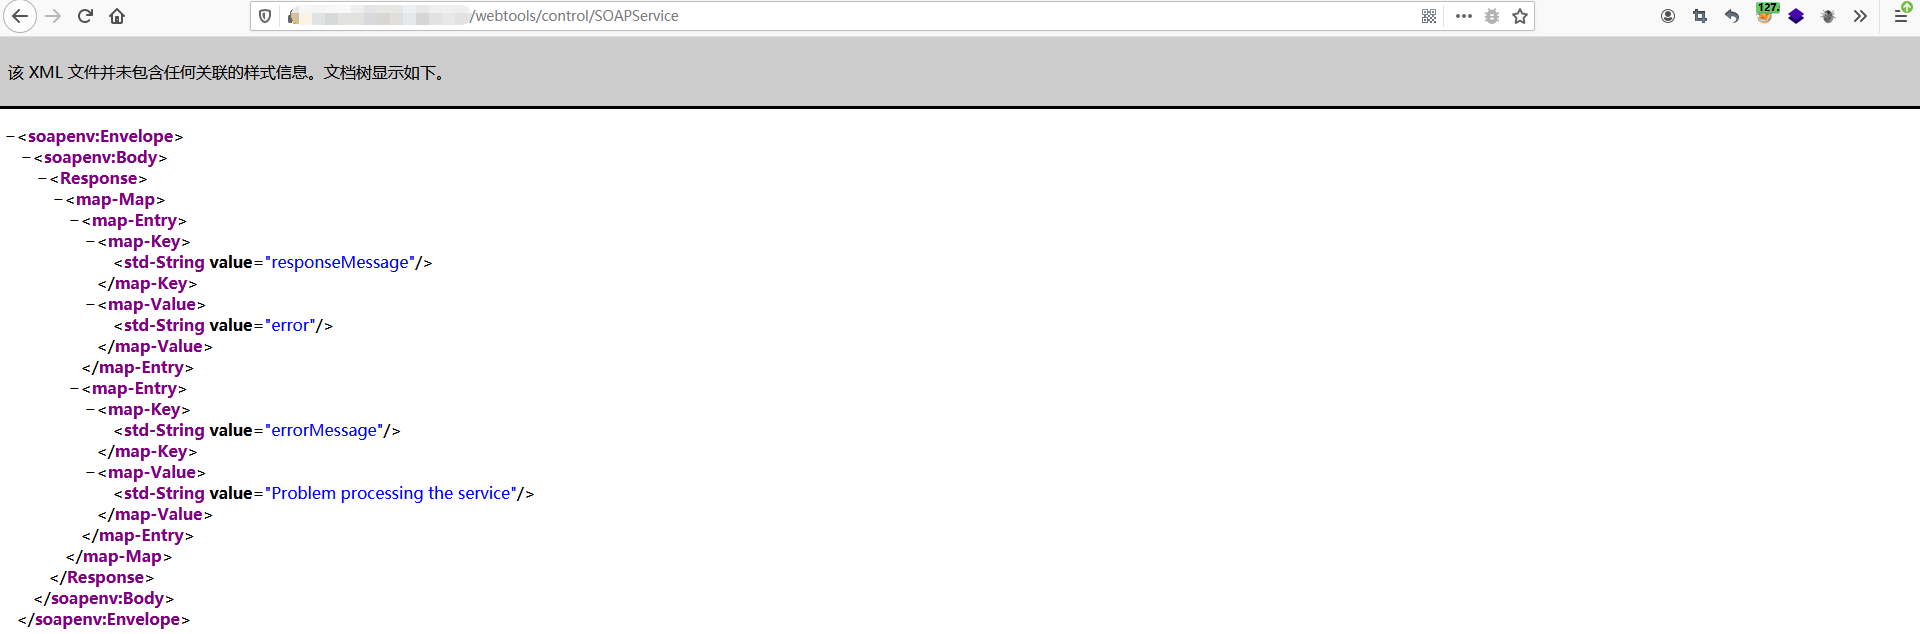 /webtools/control/SOAPService
127.
该 XML 文件并未包含任何关联的样式信息。文档树显示如下。
−<soapenv:Envelope>
−<soapenv:Body>
−<Response>
−<map-Map>
−<map-Entry>
−<map-Key>
<std-String value="responseMessage"/>
</map-Key>
−<map-Value>
<std-String value="error"/>
</map-Value>
</map-Entry>
−<map-Entry>
−<map-Key>
<std-String value="errorMessage"/>
</map-Key>
−<map-Value>
<std-String value="Problem processing the service"/>
</map-Value>
</map-Entry>
</map-Map>
</Response>
</soapenv:Body>
</soapenv:Envelope>